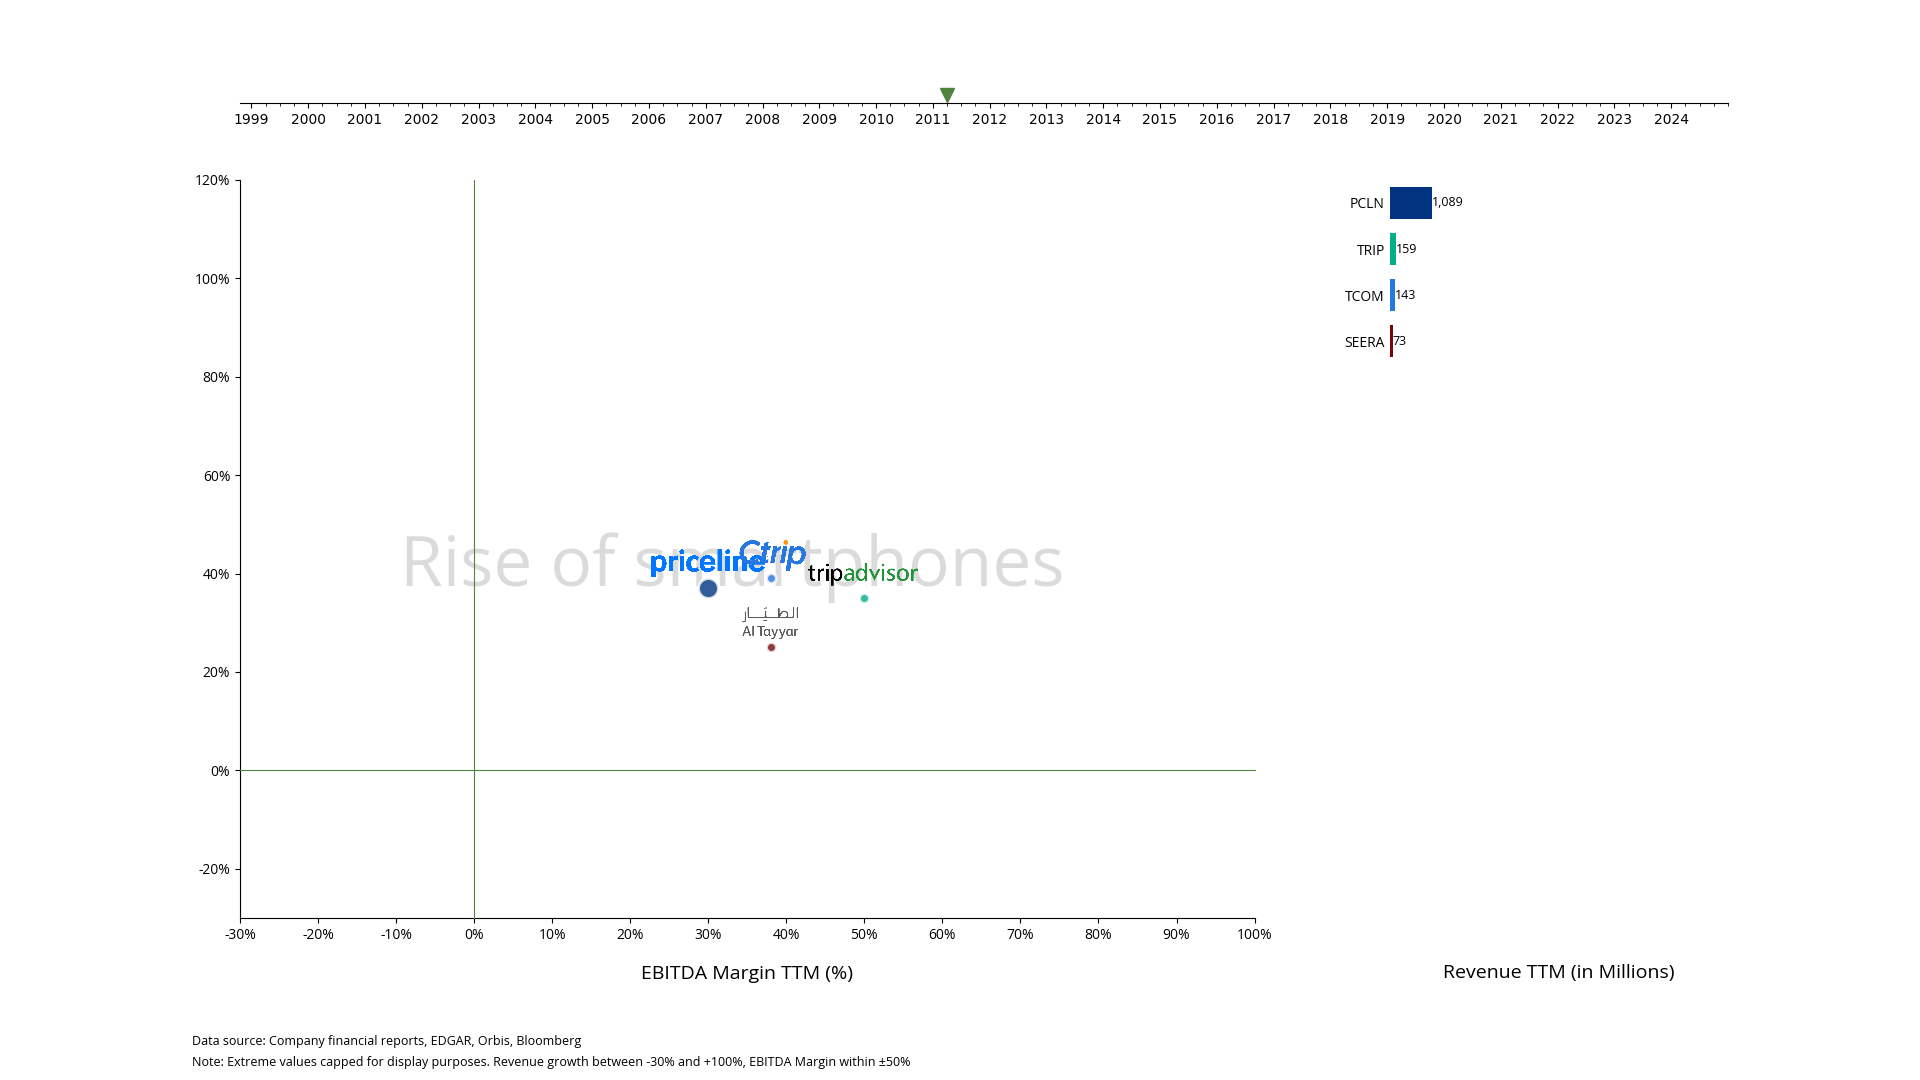 1999 2000 2001 2002 2003 2004 2005 2006 2007 2008 2009 2010 2011 2012 2013 2014 2015 2016 2017 2018 2019 2020 2021 2022 2023 2024
120%
100%
80%
60%
40%
20%
0%
-20%
-30% -20% -10% 0% 10% 20% 30% 40% 50% 60% 70% 80% 90% 100%
Rise of smartphones
priceline
Ctrip
tripadvisor
الطيّار
Al Tayyar
EBITDA Margin TTM (%)
PCLN 1,089
TRIP 159
TCOM 143
SEERA 73
Revenue TTM (in Millions)
Data source: Company financial reports, EDGAR, Orbis, Bloomberg
Note: Extreme values capped for display purposes. Revenue growth between -30% and +100%, EBITDA Margin within ±50%